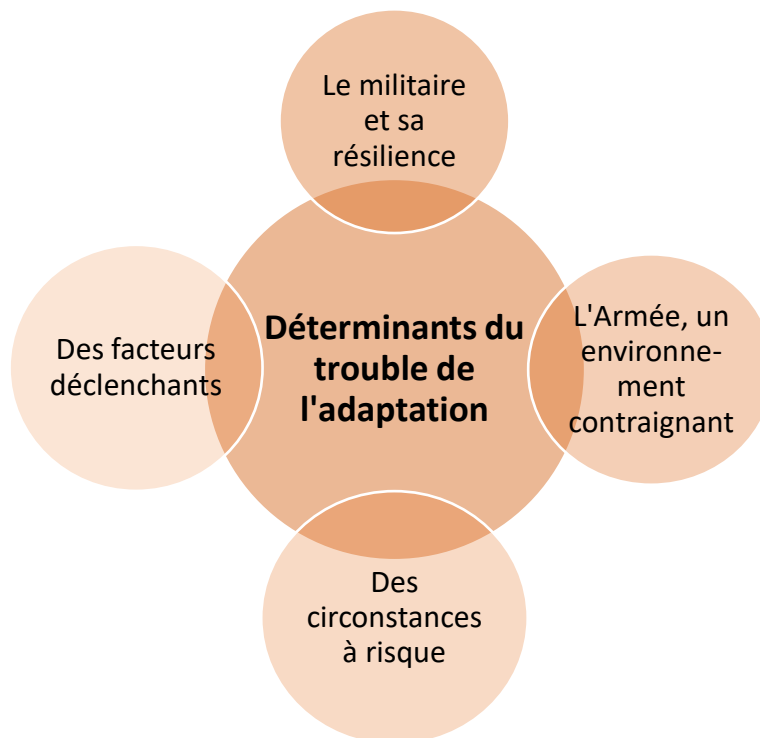 Le militaire
et sa
résilience
Déterminants du
trouble de
l'adaptation
L'Armée, un
environne-
ment
contraignant
Des
circonstances
à risque
Des facteurs
déclenchants